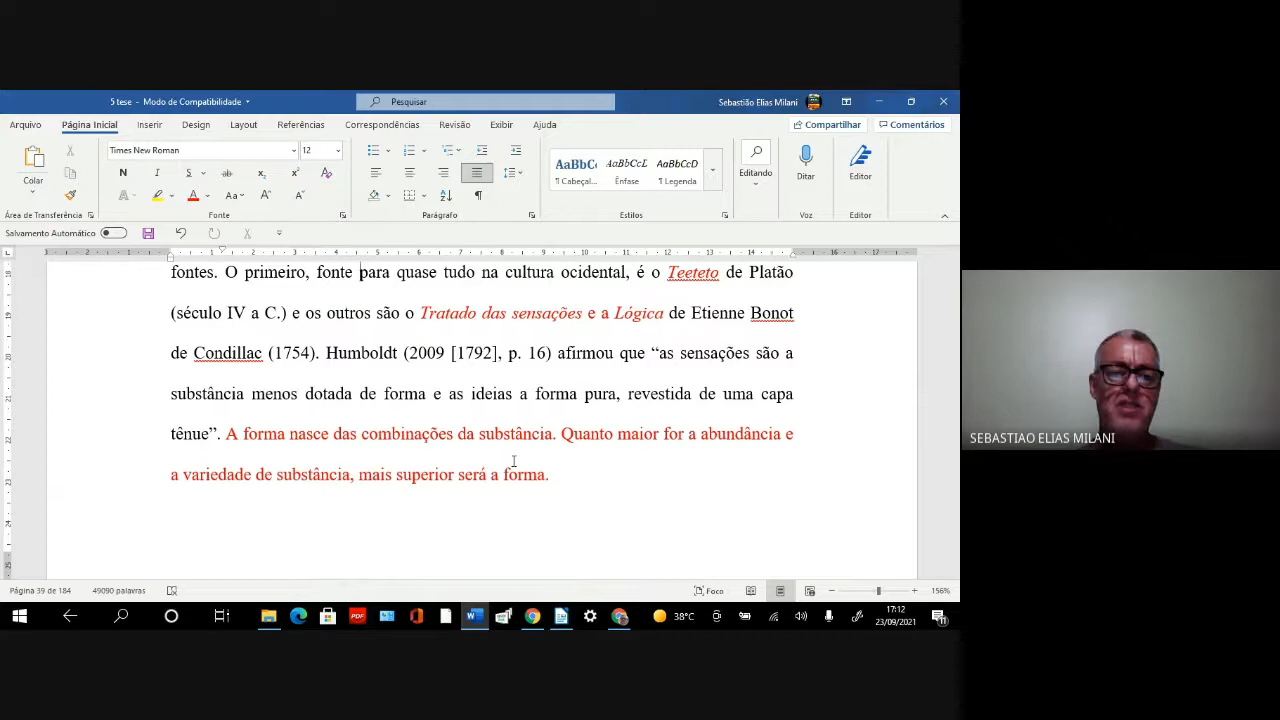 5 tese - Modo de Compatibilidade
Pesquisar
Sebastião Elias Milani
Arquivo Página Inicial Inserir Design Layout Referências Correspondências Revisão Exibir Ajuda
Compartilhar Comentários
Times New Roman 12
AaBbCc AaBbCcL AaBbCcD
Colar
N I S ab x₂ x² A
¶ Cabeçal... Ênfase ¶ Legenda
Editando Ditar Editor
Área de Transferência Fonte Parágrafo Estilos Voz Editor
Salvamento Automático
fontes. O primeiro, fonte para quase tudo na cultura ocidental, é o Teeteto de Platão
(século IV a C.) e os outros são o Tratado das sensações e a Lógica de Etienne Bonot
de Condillac (1754). Humboldt (2009 [1792], p. 16) afirmou que “as sensações são a
substância menos dotada de forma e as ideias a forma pura, revestida de uma capa
tênue”. A forma nasce das combinações da substância. Quanto maior for a abundância e
a variedade de substância, mais superior será a forma.
SEBASTIAO ELIAS MILANI
Página 39 de 184 49090 palavras
Foco
156%
PDF
38°C
17:12
23/09/2021